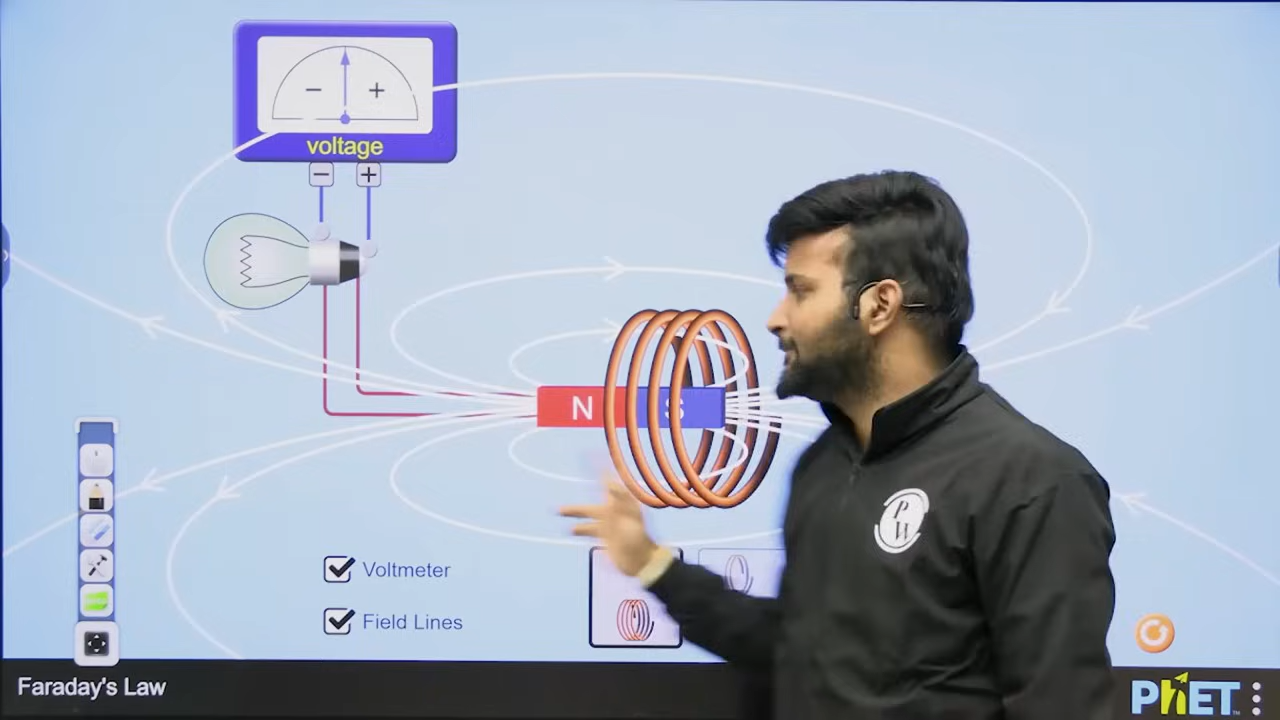 − +
voltage
− +
N S
P
W
Voltmeter
Field Lines
Faraday's Law
PhET